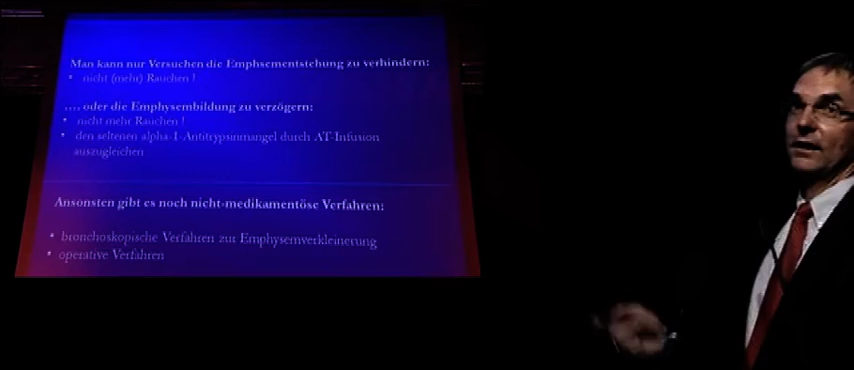 Man kann nur Versuchen die Emphsementstehung zu verhindern:
• nicht (mehr) Rauchen !
.... oder die Emphysembildung zu verzögern:
• nicht mehr Rauchen !
• den seltenen alpha-1-Antitrypsinmangel durch AT-Infusion
auszugleichen
Ansonsten gibt es noch nicht-medikamentöse Verfahren:
• bronchoskopische Verfahren zur Emphysemverkleinerung
• operative Verfahren